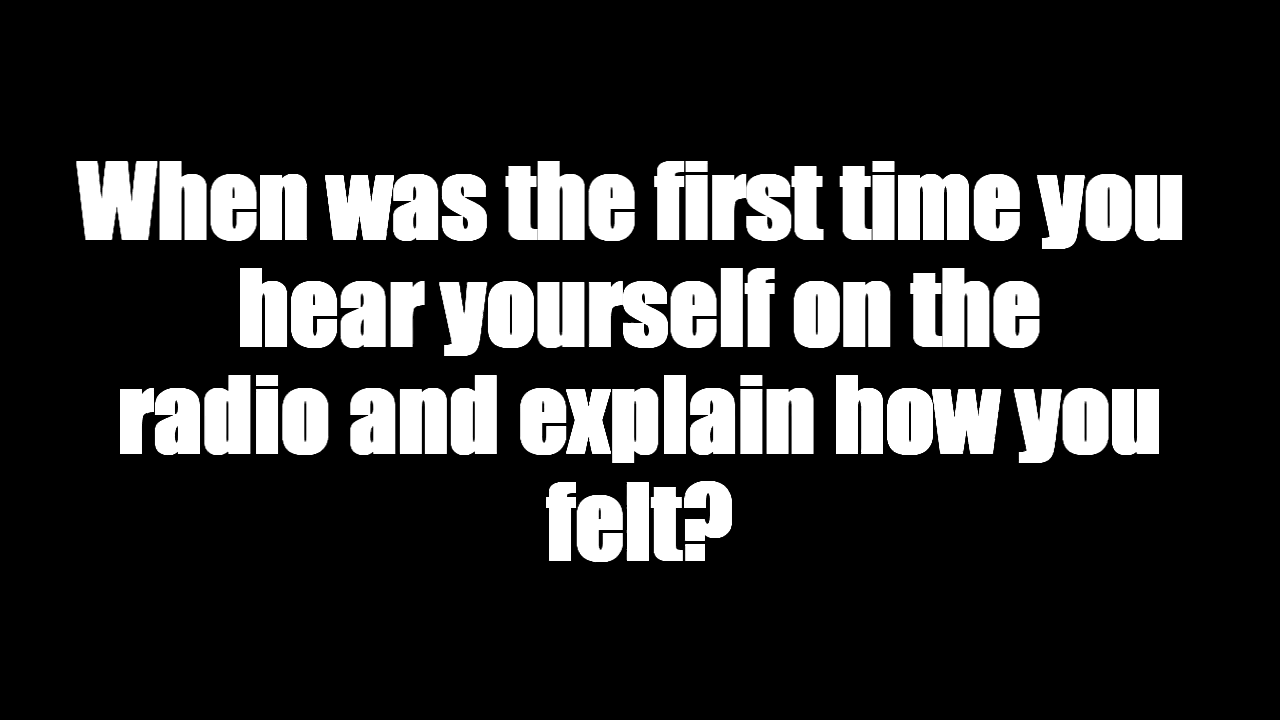 When was the first time you
hear yourself on the
radio and explain how you
felt?